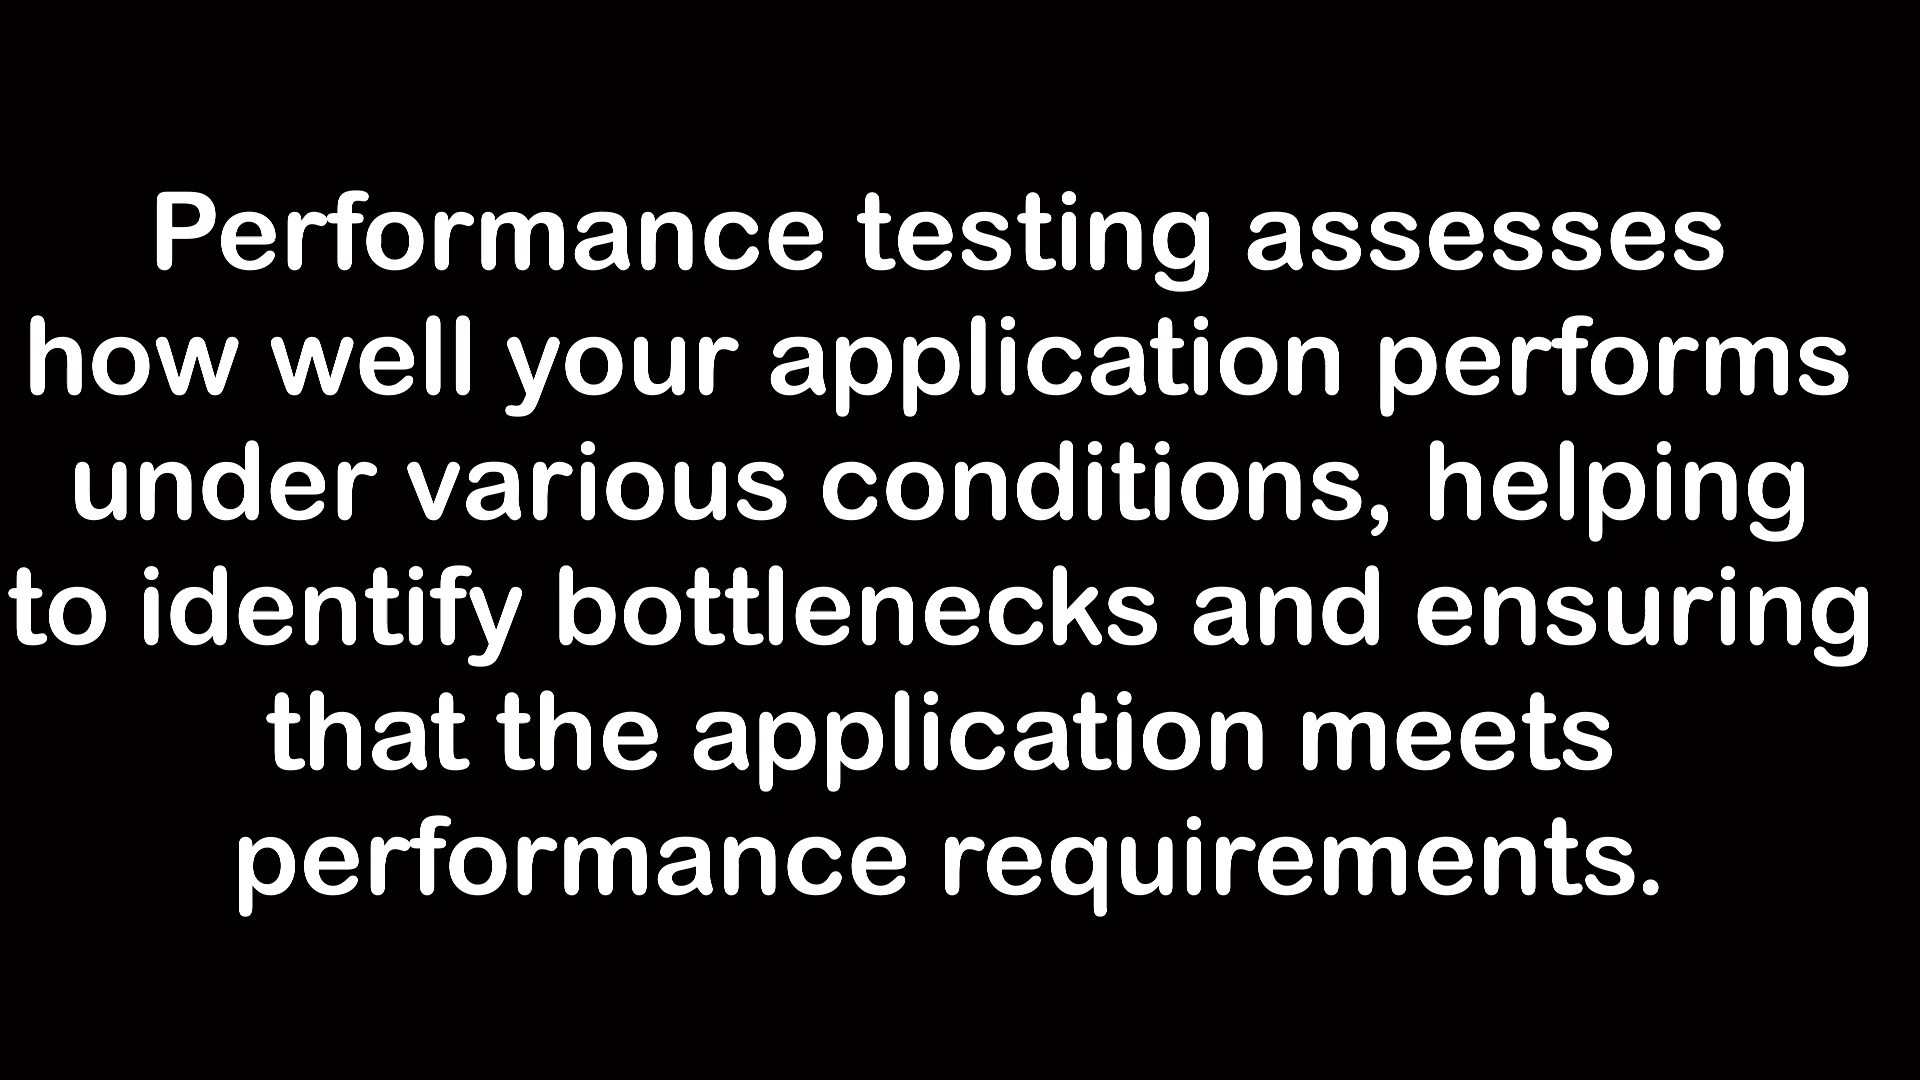 Performance testing assesses
how well your application performs
under various conditions, helping
to identify bottlenecks and ensuring
that the application meets
performance requirements.